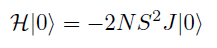 ℋ|0⟩ = −2NS²J|0⟩